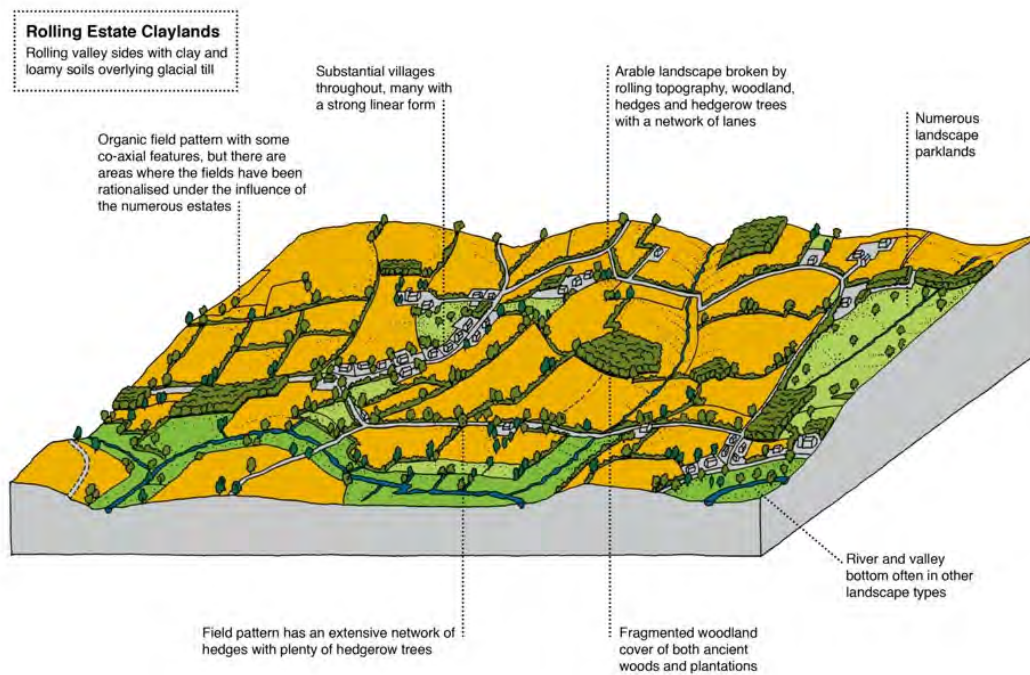 Rolling Estate Claylands
Rolling valley sides with clay and
loamy soils overlying glacial till
Substantial villages
throughout, many with
a strong linear form
Arable landscape broken by
rolling topography, woodland,
hedges and hedgerow trees
with a network of lanes
Numerous
landscape
parklands
Organic field pattern with some
co-axial features, but there are
areas where the fields have been
rationalised under the influence of
the numerous estates
River and valley
bottom often in other
landscape types
Field pattern has an extensive network of
hedges with plenty of hedgerow trees
Fragmented woodland
cover of both ancient
woods and plantations